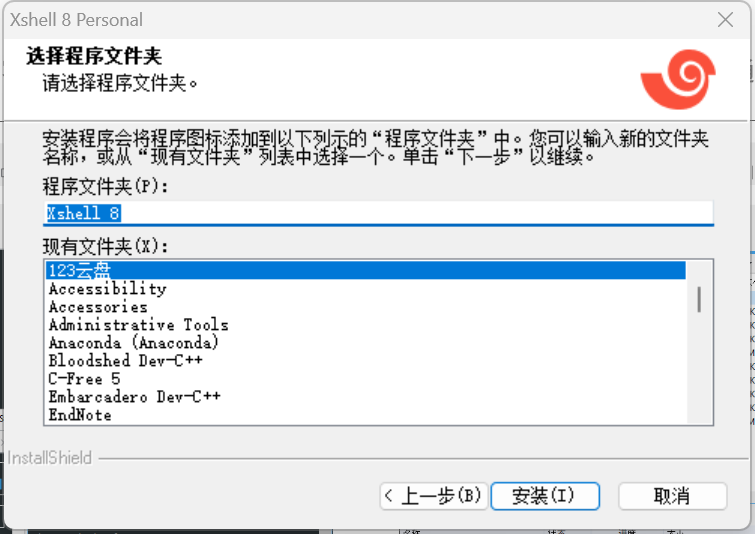 Xshell 8 Personal
选择程序文件夹
请选择程序文件夹。
安装程序会将程序图标添加到以下列示的“程序文件夹”中。您可以输入新的文件夹
名称，或从“现有文件夹”列表中选择一个。单击“下一步”以继续。
程序文件夹(P)：
Xshell 8
现有文件夹(X)：
123云盘
Accessibility
Accessories
Administrative Tools
Anaconda (Anaconda)
Bloodshed Dev-C++
C-Free 5
Embarcadero Dev-C++
EndNote
InstallShield
< 上一步(B)
安装(I)
取消